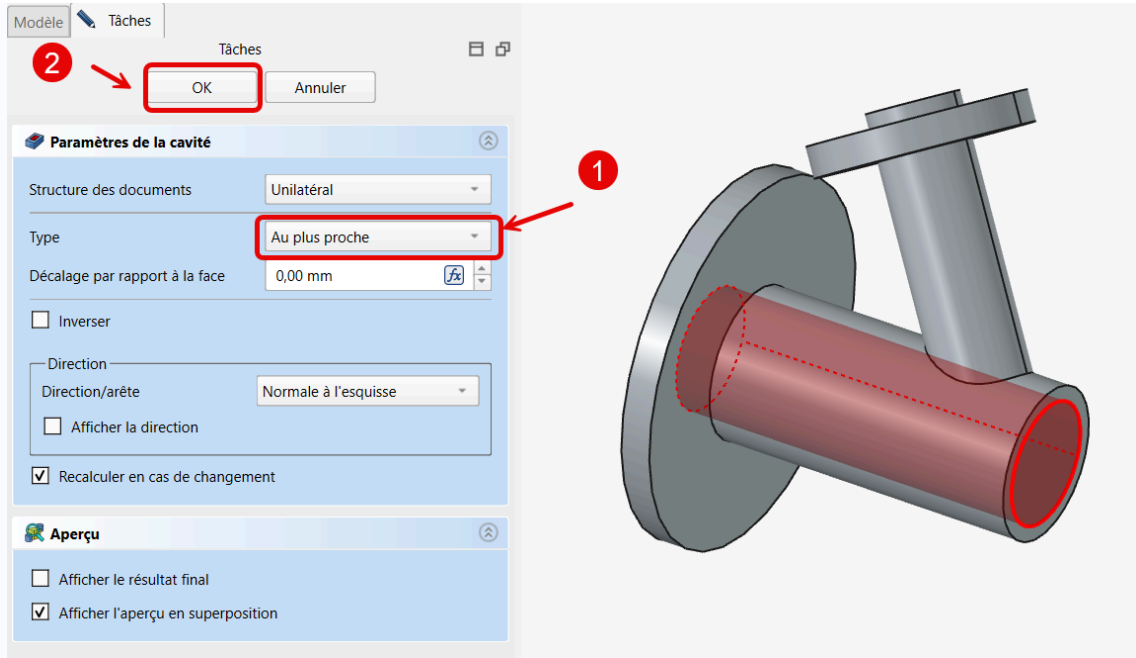 Modèle
Tâches
Tâches
2
OK
Annuler
Paramètres de la cavité
Structure des documents
Unilatéral
1
Type
Au plus proche
Décalage par rapport à la face
0,00 mm
fx
Inverser
Direction
Direction/arête
Normale à l'esquisse
Afficher la direction
Recalculer en cas de changement
Aperçu
Afficher le résultat final
Afficher l'aperçu en superposition